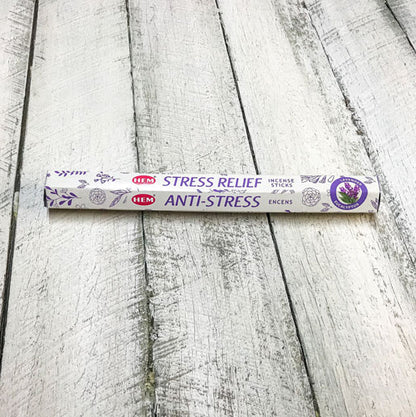 HEM STRESS RELIEF INCENSE STICKS
HEM ANTI-STRESS ENCENS